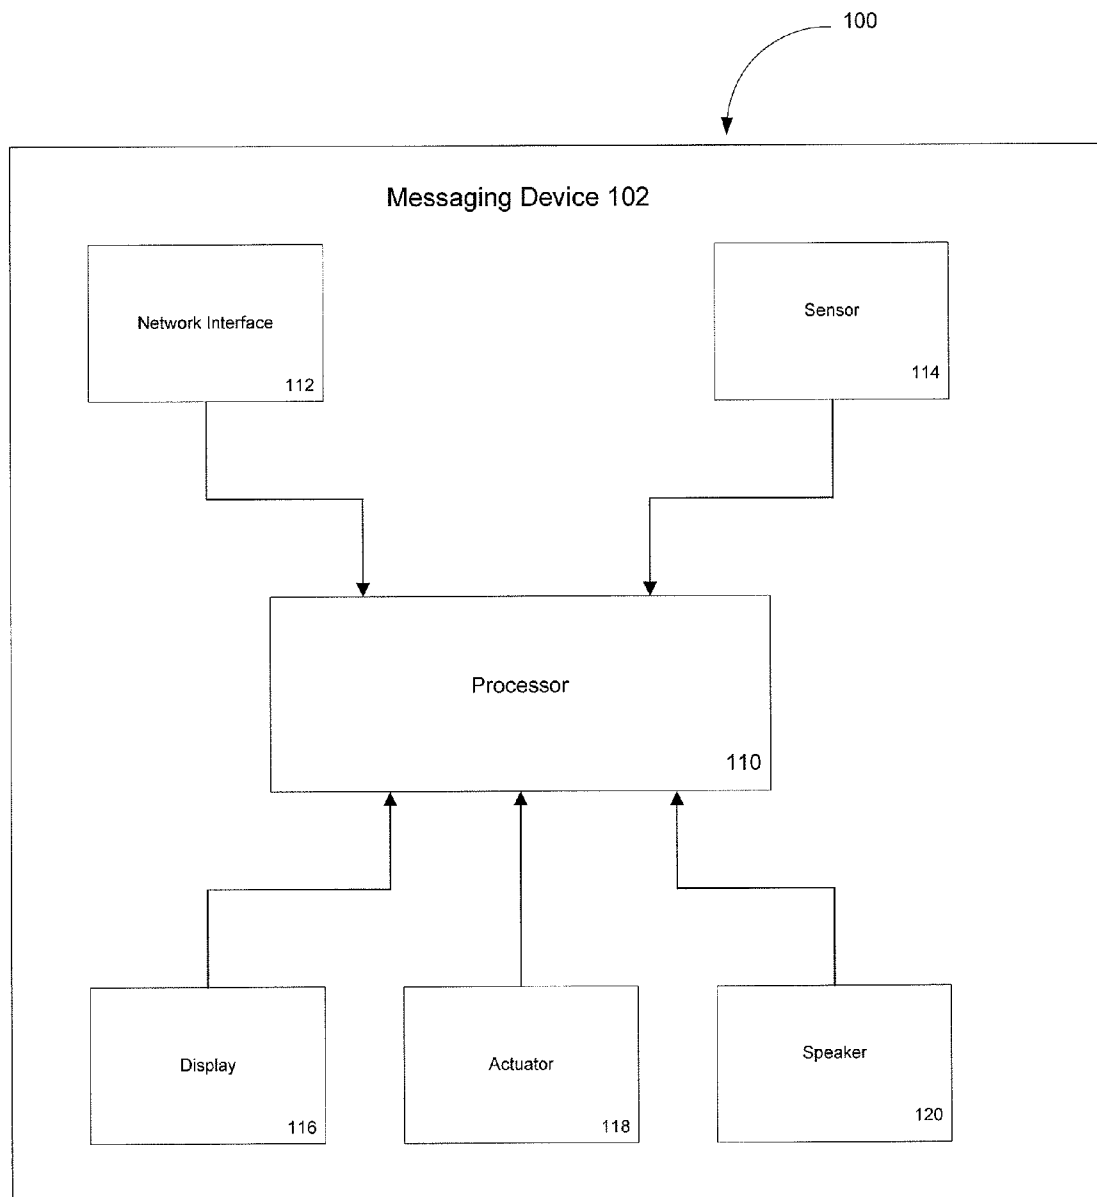 100
Messaging Device 102
Network Interface
112
Sensor
114
Processor
110
Display
116
Actuator
118
Speaker
120